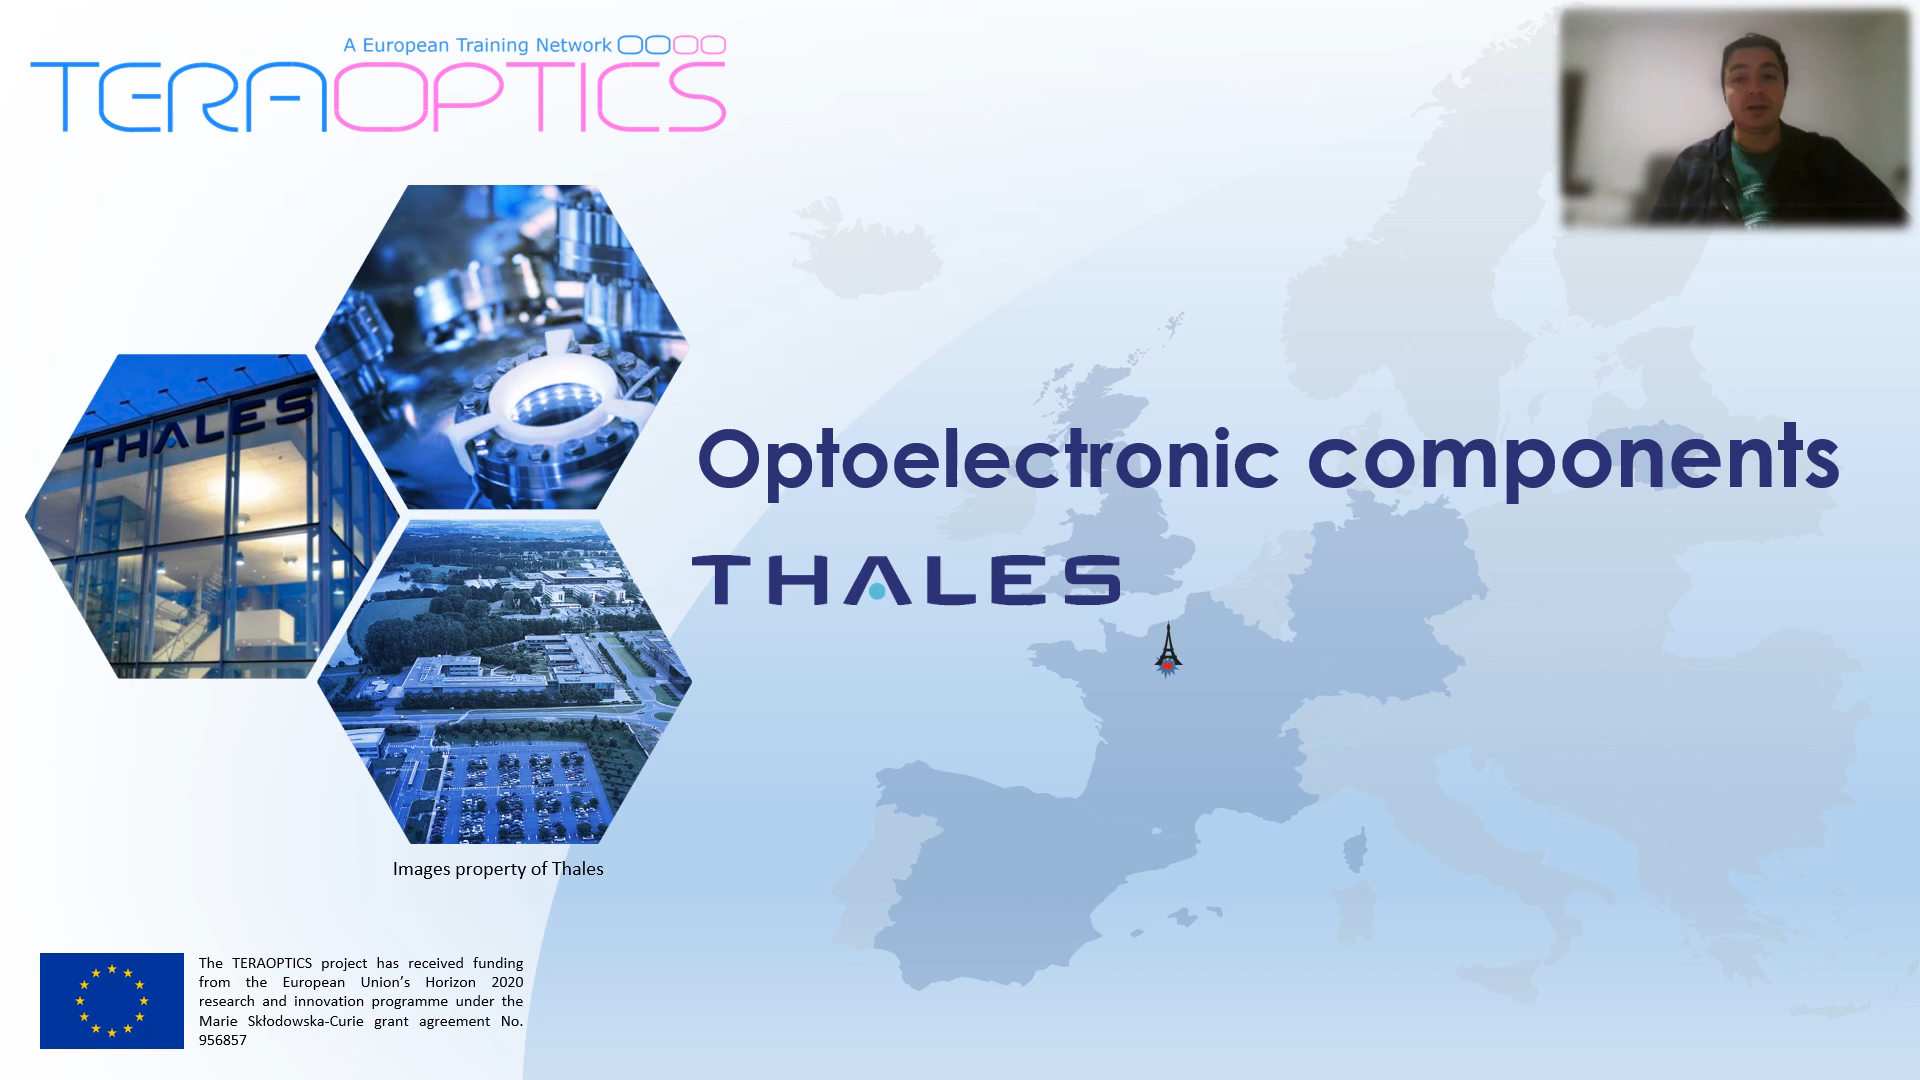 A European Training Network
TERAOPTICS
THALES
Optoelectronic components
THALES
Images property of Thales
The TERAOPTICS project has received funding
from the European Union’s Horizon 2020
research and innovation programme under the
Marie Skłodowska-Curie grant agreement No.
956857